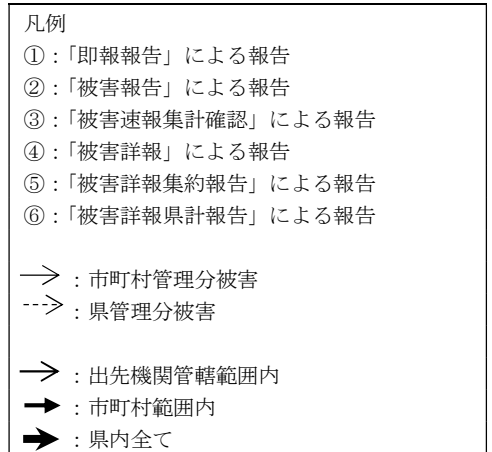 凡例
①：「即報報告」による報告
②：「被害報告」による報告
③：「被害速報集計確認」による報告
④：「被害詳報」による報告
⑤：「被害詳報集約報告」による報告
⑥：「被害詳報県計報告」による報告
：市町村管理分被害
：県管理分被害
：出先機関管轄範囲内
：市町村範囲内
：県内全て